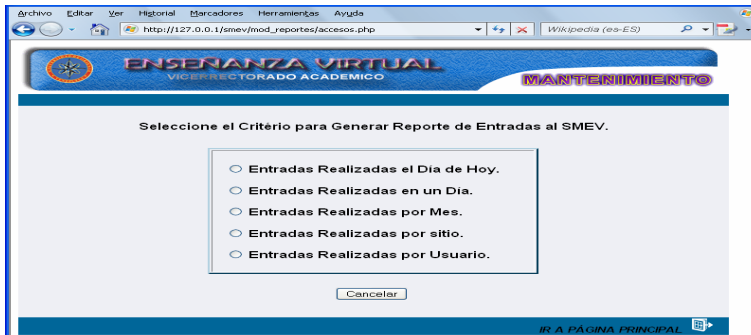 Archivo Editar Ver Historial Marcadores Herramientas Ayuda
http://127.0.0.1/smev/mod_reportes/accesos.php Wikipedia (es-ES)
ENSEÑANZA VIRTUAL
VICERRECTORADO ACADEMICO
MANTENIMIENTO
Seleccione el Critério para Generar Reporte de Entradas al SMEV.
Entradas Realizadas el Día de Hoy.
Entradas Realizadas en un Día.
Entradas Realizadas por Mes.
Entradas Realizadas por sitio.
Entradas Realizadas por Usuario.
Cancelar
IR A PÁGINA PRINCIPAL